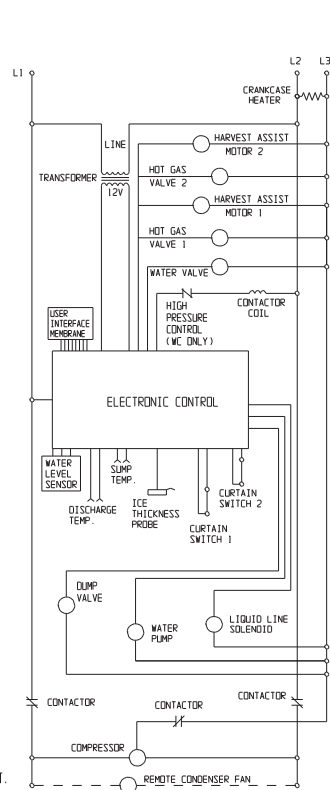 L2 L3
L1
CRANKCASE
HEATER
LINE
HARVEST ASSIST
MOTOR 2
TRANSFORMER
HOT GAS
VALVE 2
12V
HARVEST ASSIST
MOTOR 1
HOT GAS
VALVE 1
WATER VALVE
HIGH
PRESSURE
CONTROL
(WC ONLY)
CONTACTOR
COIL
USER
INTERFACE
MEMBRANE
ELECTRONIC CONTROL
WATER
LEVEL
SENSOR
SUMP
TEMP.
DISCHARGE
TEMP.
ICE
THICKNESS
PROBE
CURTAIN
SWITCH 2
CURTAIN
SWITCH 1
DUMP
VALVE
WATER
PUMP
LIQUID LINE
SOLENOID
CONTACTOR
CONTACTOR
CONTACTOR
COMPRESSOR
T.
REMOTE CONDENSER FAN